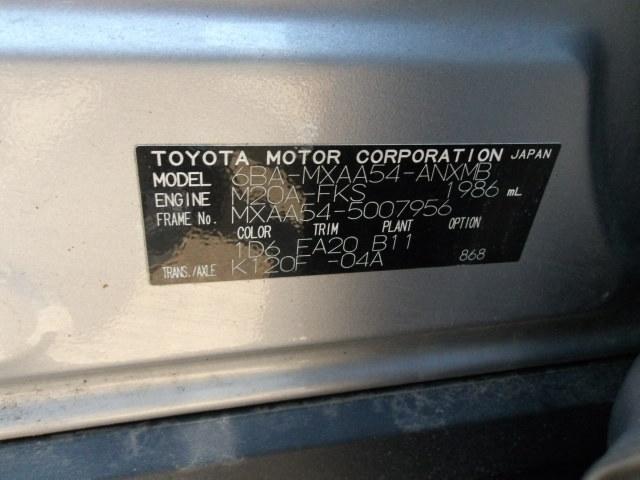 TOYOTA MOTOR CORPORATION JAPAN
MODEL 6BA-MXAA54-ANXMB
ENGINE M20A-FKS 1986 mL
FRAME No. MXAA54-5007956
COLOR TRIM PLANT OPTION
1D6 FA20 B11
TRANS./AXLE K120F -04A 868